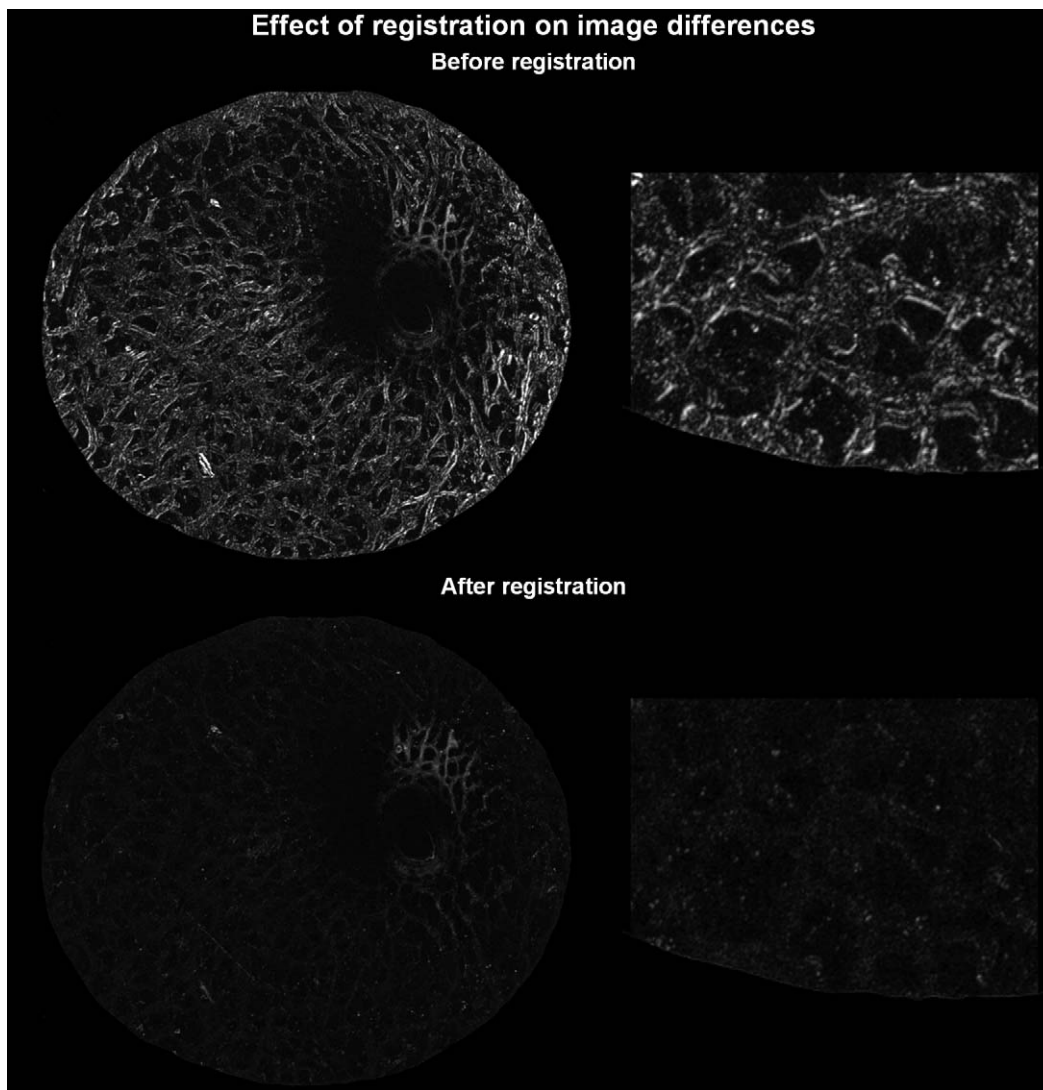 Effect of registration on image differences
Before registration
After registration